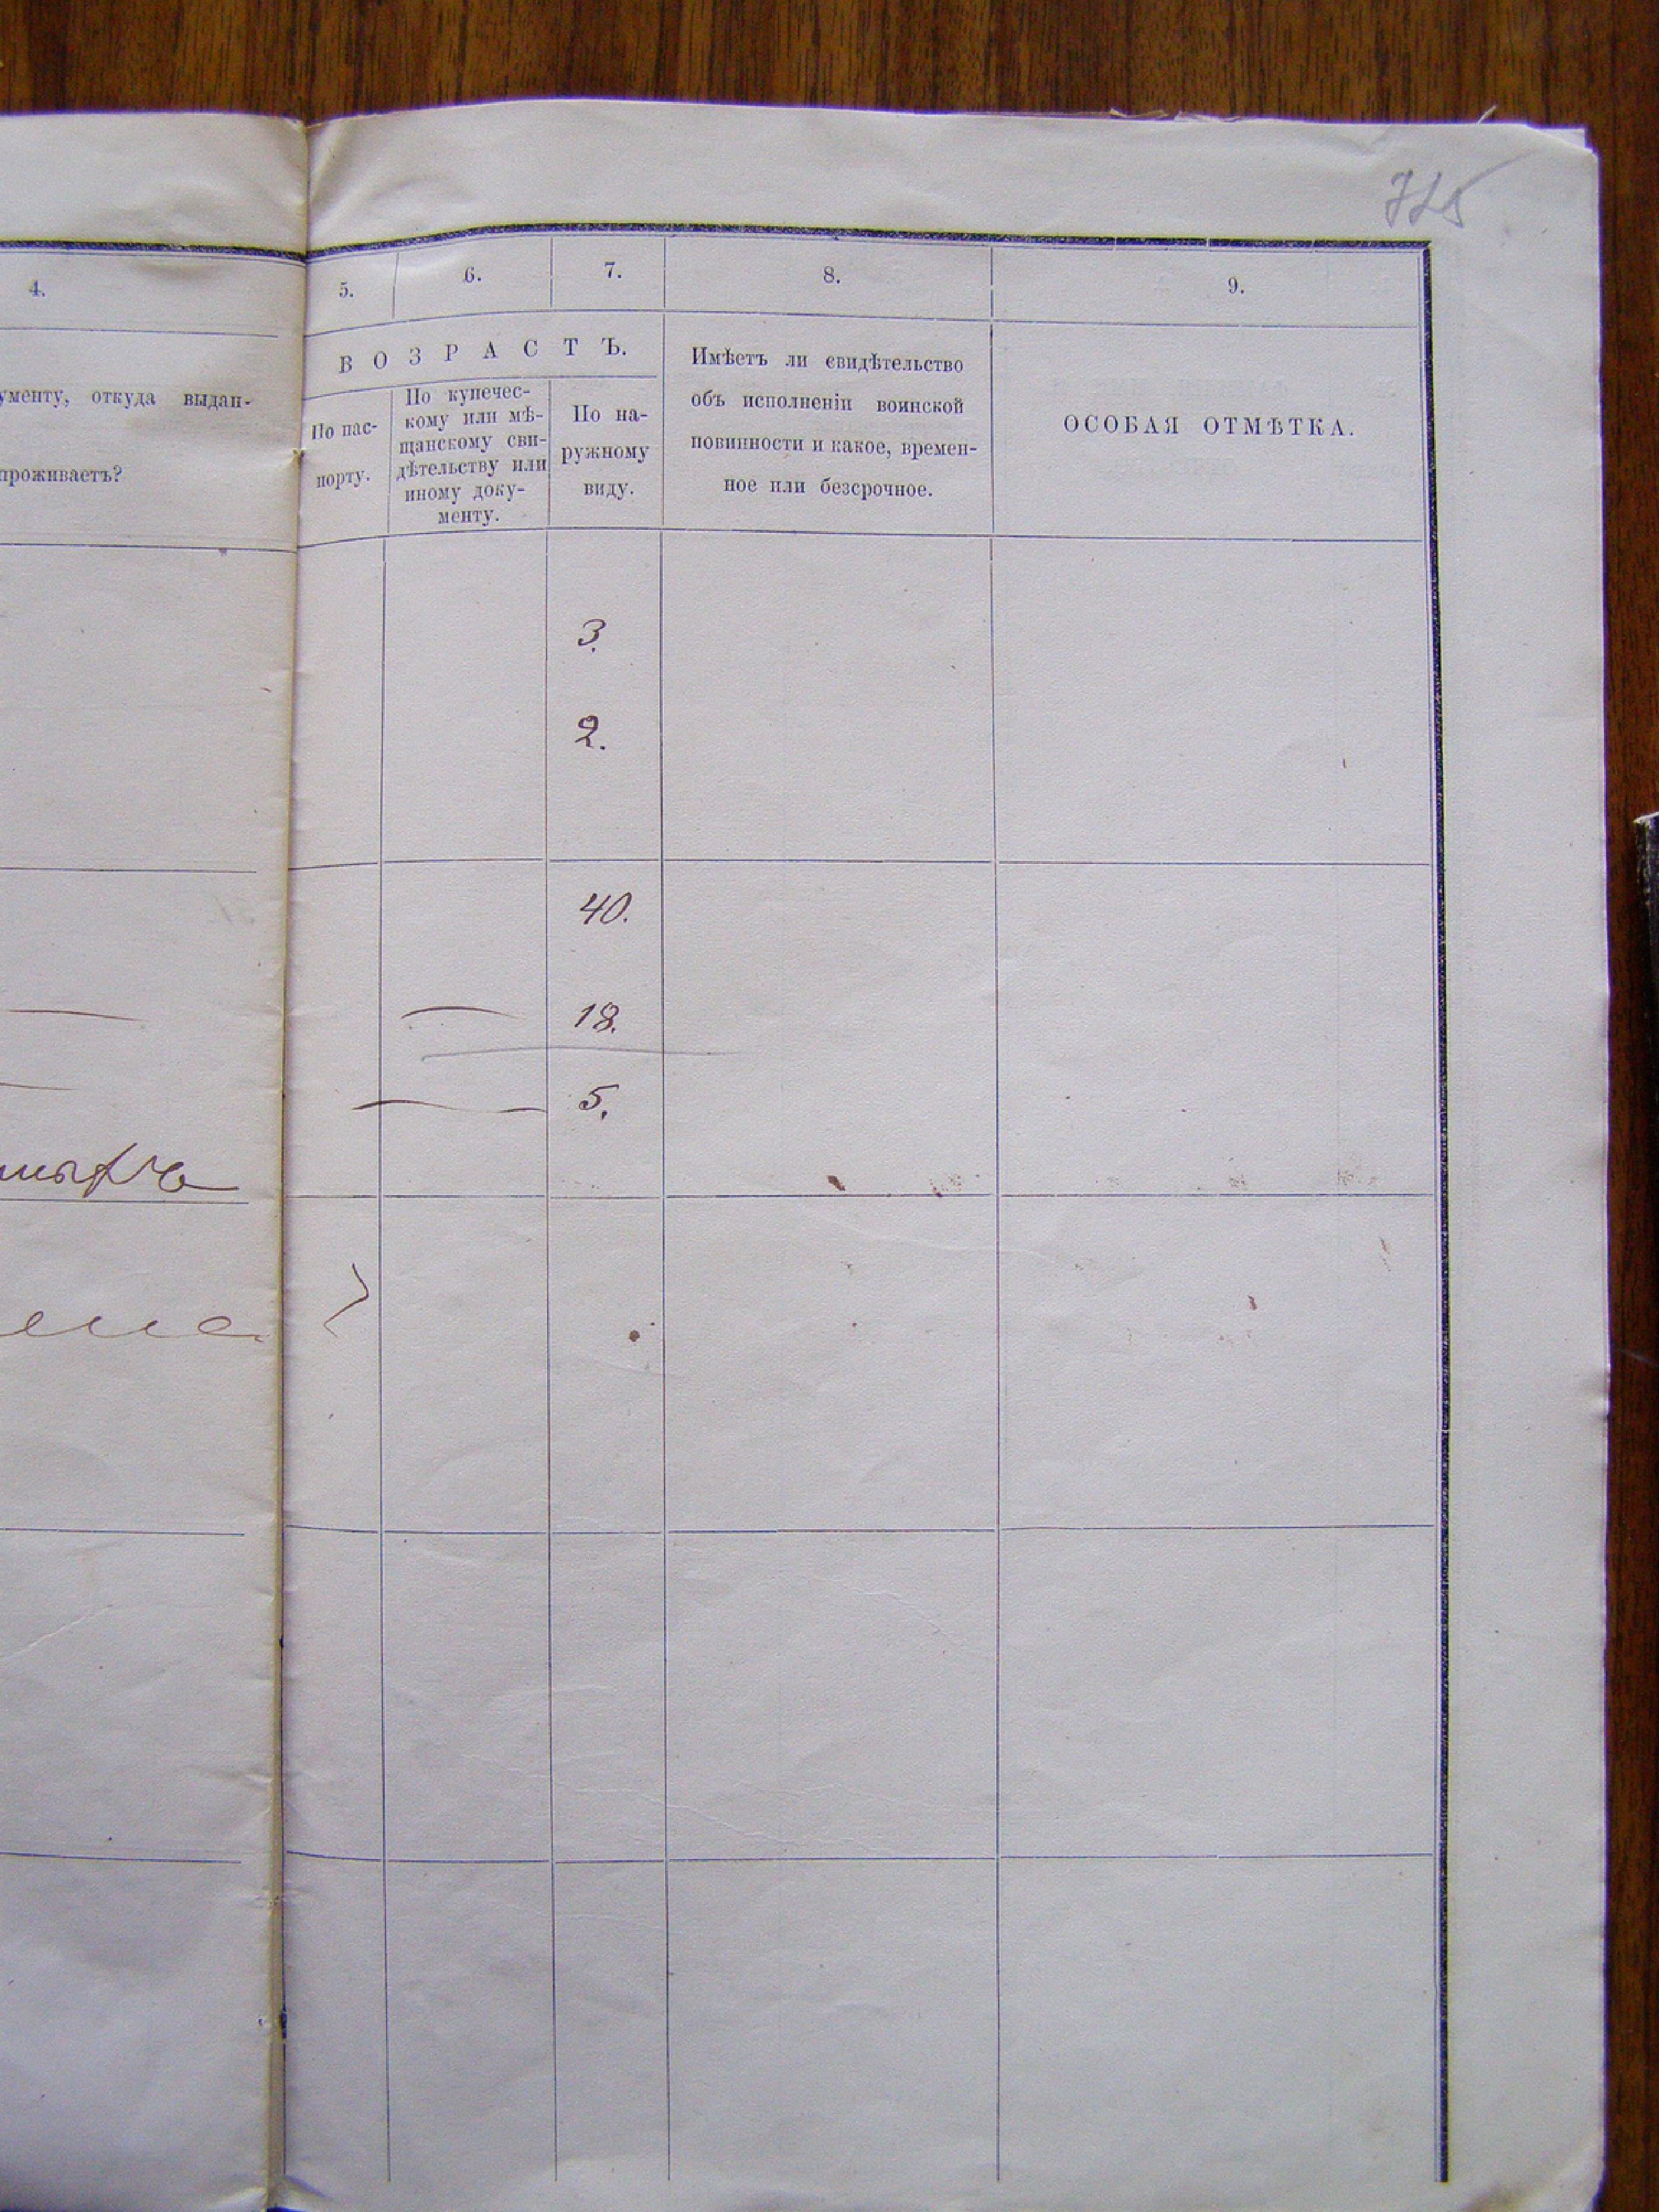 4.
5.
6.
7.
8.
9.
ументу, откуда выдан-
проживаетъ?
ВОЗРАСТЪ.
По пас-
порту.
По купечес-
кому или мѣ-
щанскому сви-
дѣтельству или
иному доку-
менту.
По на-
ружному
виду.
Имѣетъ ли свидѣтельство
объ исполненіи воинской
повинности и какое, времен-
ное или безсрочное.
ОСОБАЯ ОТМѢТКА.
3.
2.
40.
18.
5.